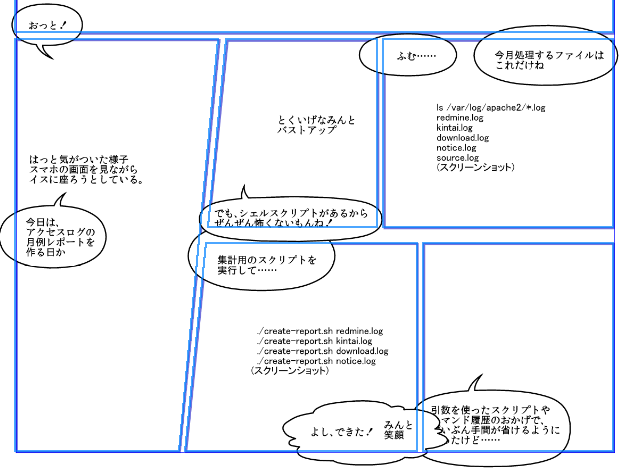 おっと!
はっと気がついた様子
スマホの画面を見ながら
イスに座ろうとしている。
今日は、
アクセスログの
月例レポートを
作る日か
ふむ……
今月処理するファイルは
これだけね
ls /var/log/apache2/*.log
redmine.log
kintai.log
download.log
notice.log
source.log
(スクリーンショット)
とくいげなみんと
バストアップ
でも、シェルスクリプトがあるから
ぜんぜん怖くないもんね!
集計用のスクリプトを
実行して……
./create-report.sh redmine.log
./create-report.sh kintai.log
./create-report.sh download.log
./create-report.sh notice.log
(スクリーンショット)
よし、できた!
みんと
笑顔
引数を使ったスクリプトや
マンド履歴のおかげで、
いぶん手間が省けるように
ったけど……